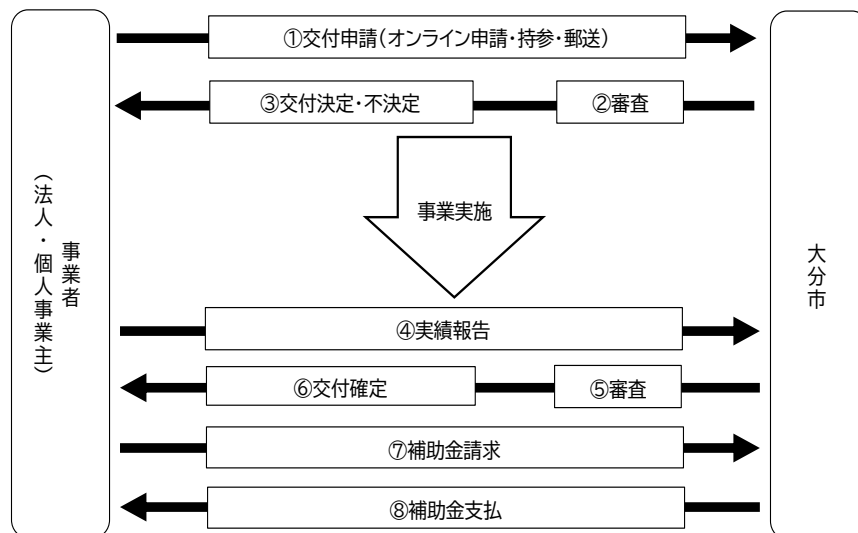 ①交付申請(オンライン申請・持参・郵送)
③交付決定・不決定
②審査
事業実施
事業者
(法人・個人事業主)
大分市
④実績報告
⑥交付確定
⑤審査
⑦補助金請求
⑧補助金支払